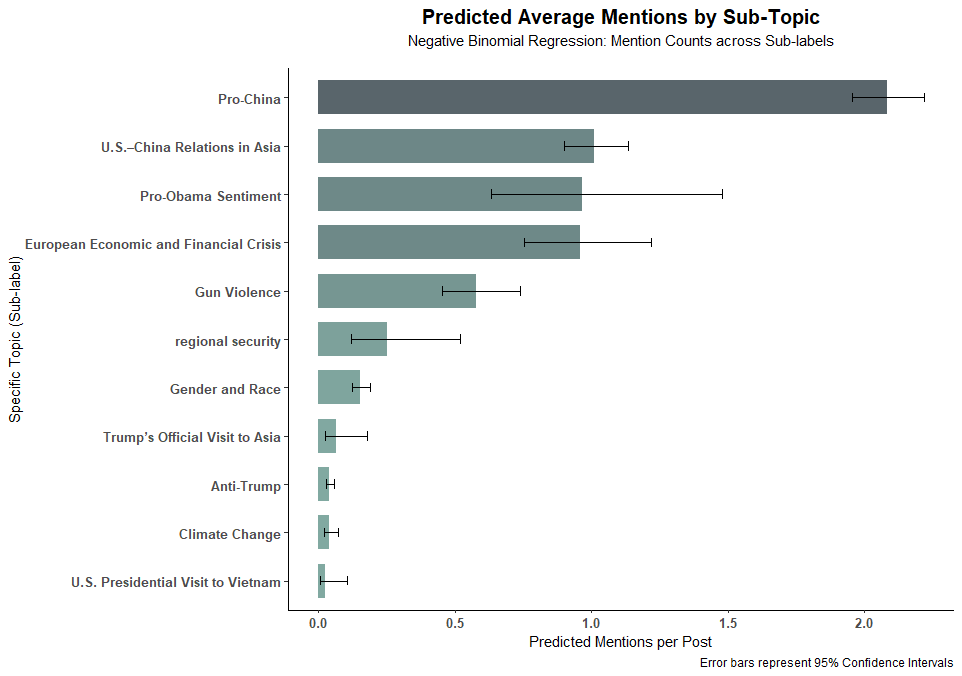 Predicted Average Mentions by Sub-Topic
Negative Binomial Regression: Mention Counts across Sub-labels
Specific Topic (Sub-label)
Pro-China
U.S.–China Relations in Asia
Pro-Obama Sentiment
European Economic and Financial Crisis
Gun Violence
regional security
Gender and Race
Trump’s Official Visit to Asia
Anti-Trump
Climate Change
U.S. Presidential Visit to Vietnam
0.0 0.5 1.0 1.5 2.0
Predicted Mentions per Post
Error bars represent 95% Confidence Intervals